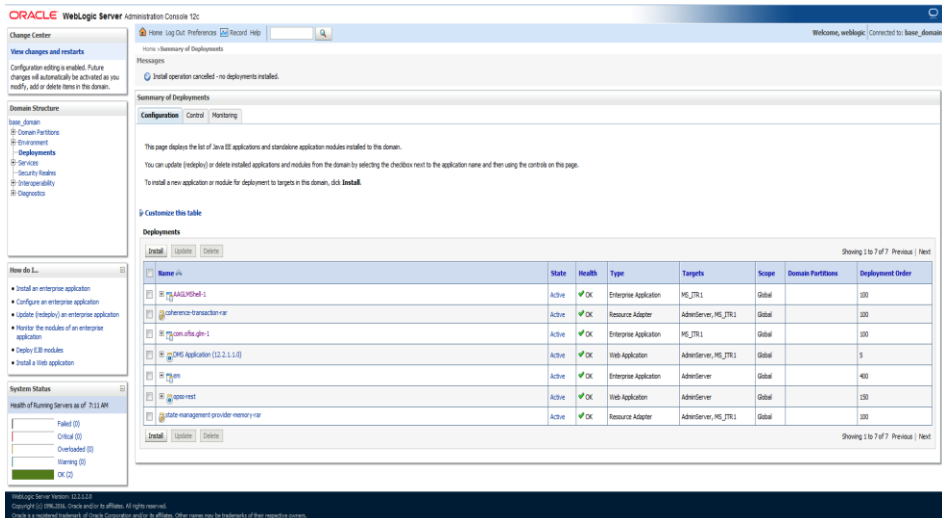 ORACLE WebLogic Server Administration Console 12c
Change Center
View changes and restarts
Configuration editing is enabled. Future
changes will automatically be activated as you
modify, add or delete items in this domain.
Domain Structure
base_domain
Domain Partitions
Environment
Deployments
Services
Security Realms
Interoperability
Diagnostics
How do I...
Install an enterprise application
Configure an enterprise application
Update (redeploy) an enterprise application
Monitor the modules of an enterprise
application
Deploy EJB modules
Install a Web application
System Status
Health of Running Servers as of 7:11 AM
Failed (0)
Critical (0)
Overloaded (0)
Warning (0)
OK (2)
Home Log Out Preferences Record Help
Welcome, weblogic Connected to: base_domain
Home >Summary of Deployments
Messages
Install operation cancelled - no deployments installed.
Summary of Deployments
Configuration Control Monitoring
This page displays the list of Java EE applications and standalone application modules installed to this domain.
You can update (redeploy) or delete installed applications and modules from the domain by selecting the checkbox next to the application name and then using the controls on this page.
To install a new application or module for deployment to targets in this domain, click Install.
Customize this table
Deployments
Install Update Delete Showing 1 to 7 of 7 Previous | Next
Name State Health Type Targets Scope Domain Partitions Deployment Order
AAGLMShell-1 Active OK Enterprise Application MS_ITR1 Global 100
coherence-transaction-rar Active OK Resource Adapter AdminServer, MS_ITR1 Global 100
com.ofss.glm-1 Active OK Enterprise Application MS_ITR1 Global 100
DMS Application (12.2.1.1.0) Active OK Web Application AdminServer, MS_ITR1 Global 5
em Active OK Enterprise Application AdminServer Global 400
opss-rest Active OK Web Application AdminServer Global 150
state-management-provider-memory-rar Active OK Resource Adapter AdminServer, MS_ITR1 Global 100
Install Update Delete Showing 1 to 7 of 7 Previous | Next
WebLogic Server Version: 12.2.1.2.0
Copyright (c) 1996,2016, Oracle and/or its affiliates. All rights reserved.
Oracle is a registered trademark of Oracle Corporation and/or its affiliates. Other names may be trademarks of their respective owners.